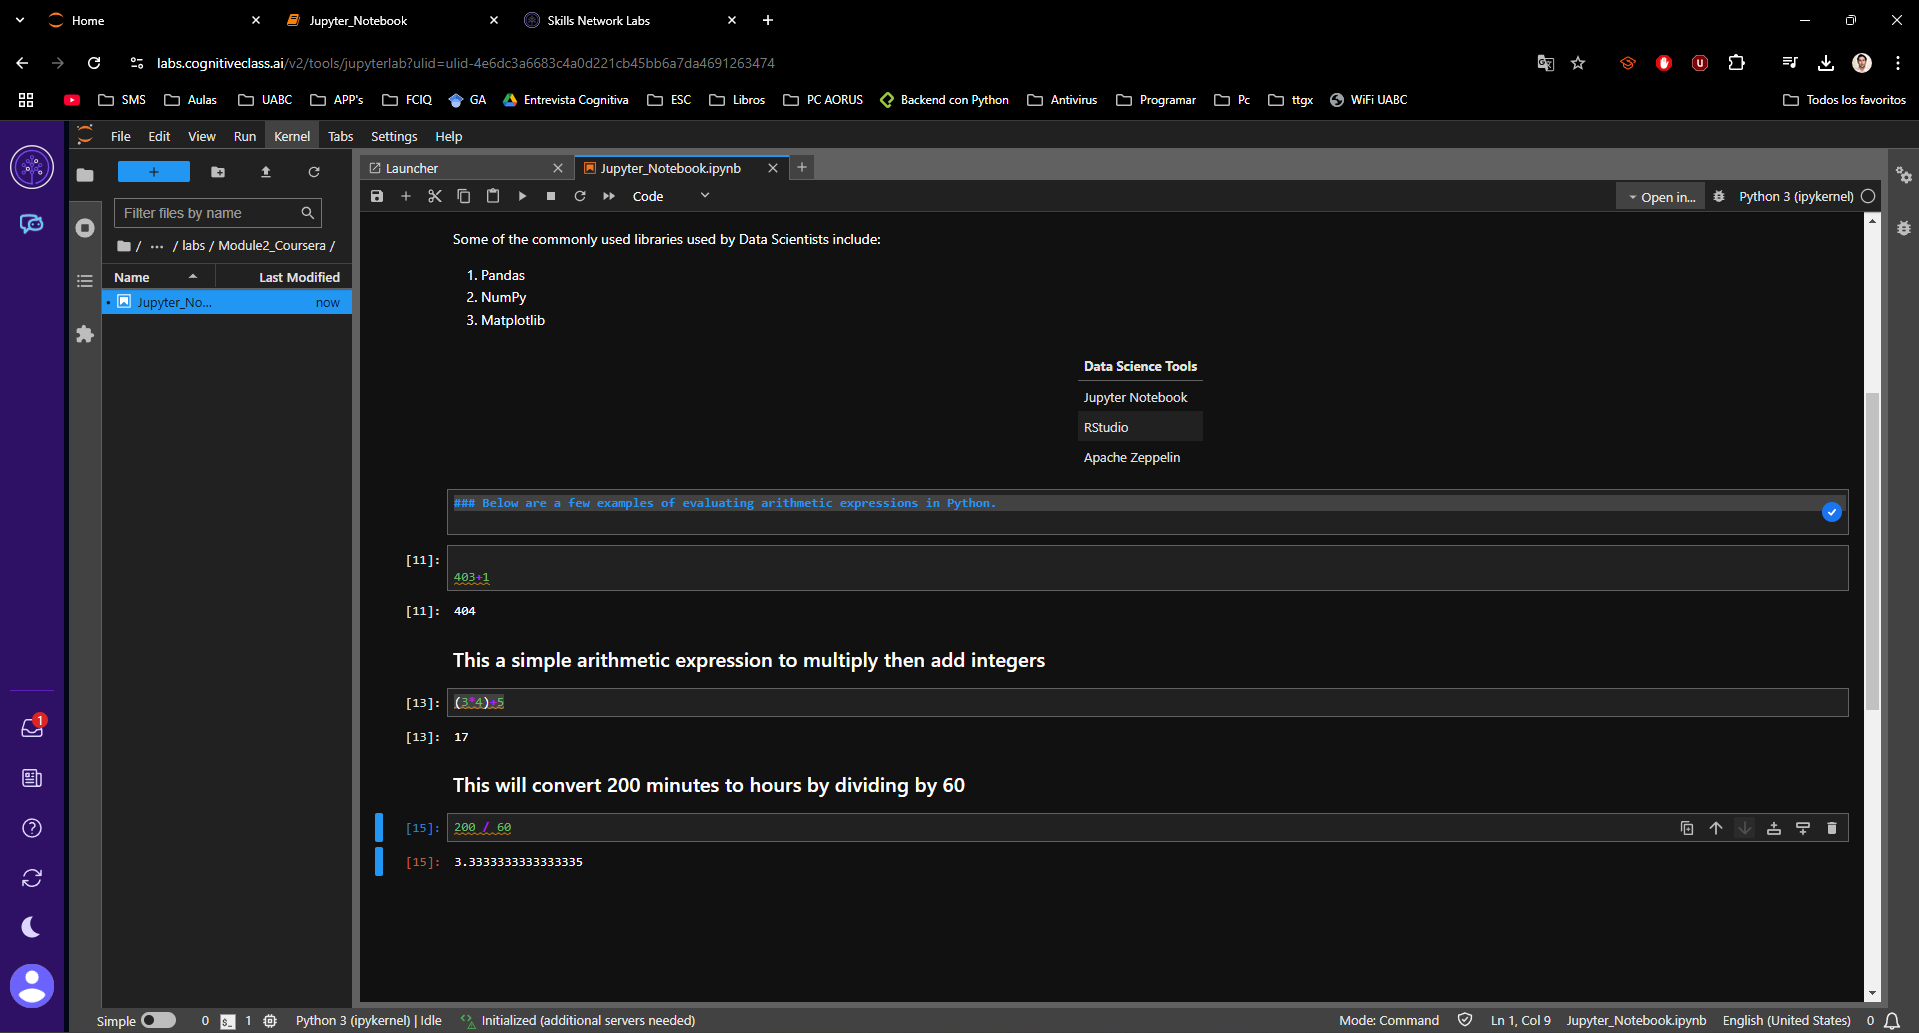 Home
Jupyter_Notebook
Skills Network Labs
labs.cognitiveclass.ai/v2/tools/jupyterlab?ulid=ulid-4e6dc3a6683c4a0d221cb45bb6a7da4691263474
SMS Aulas UABC APP's FCIQ GA Entrevista Cognitiva ESC Libros PC AORUS Backend con Python Antivirus Programar Pc ttgx WiFi UABC Todos los favoritos
File Edit View Run Kernel Tabs Settings Help
Launcher
Jupyter_Notebook.ipynb
Filter files by name
Code
Open in...
Python 3 (ipykernel)
/ ... / labs / Module2_Coursera /
Name Last Modified
Jupyter_No... now
Some of the commonly used libraries used by Data Scientists include:
1. Pandas
2. NumPy
3. Matplotlib
Data Science Tools
Jupyter Notebook
RStudio
Apache Zeppelin
### Below are a few examples of evaluating arithmetic expressions in Python.
[11]:
403+1
[11]: 404
This a simple arithmetic expression to multiply then add integers
[13]: (3*4)+5
[13]: 17
This will convert 200 minutes to hours by dividing by 60
[15]: 200 / 60
[15]: 3.3333333333333335
1
Simple 0 $_ 1 Python 3 (ipykernel) | Idle Initialized (additional servers needed) Mode: Command Ln 1, Col 9 Jupyter_Notebook.ipynb English (United States) 0